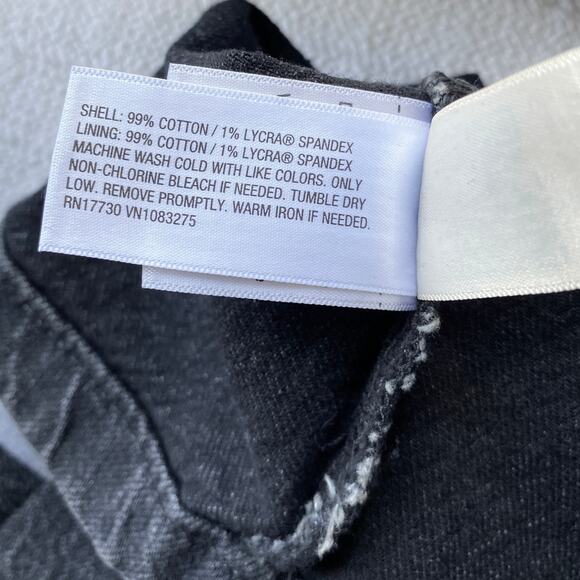 SHELL: 99% COTTON / 1% LYCRA® SPANDEX
LINING: 99% COTTON / 1% LYCRA® SPANDEX
MACHINE WASH COLD WITH LIKE COLORS. ONLY
NON-CHLORINE BLEACH IF NEEDED. TUMBLE DRY
LOW. REMOVE PROMPTLY. WARM IRON IF NEEDED.
RN17730 VN1083275